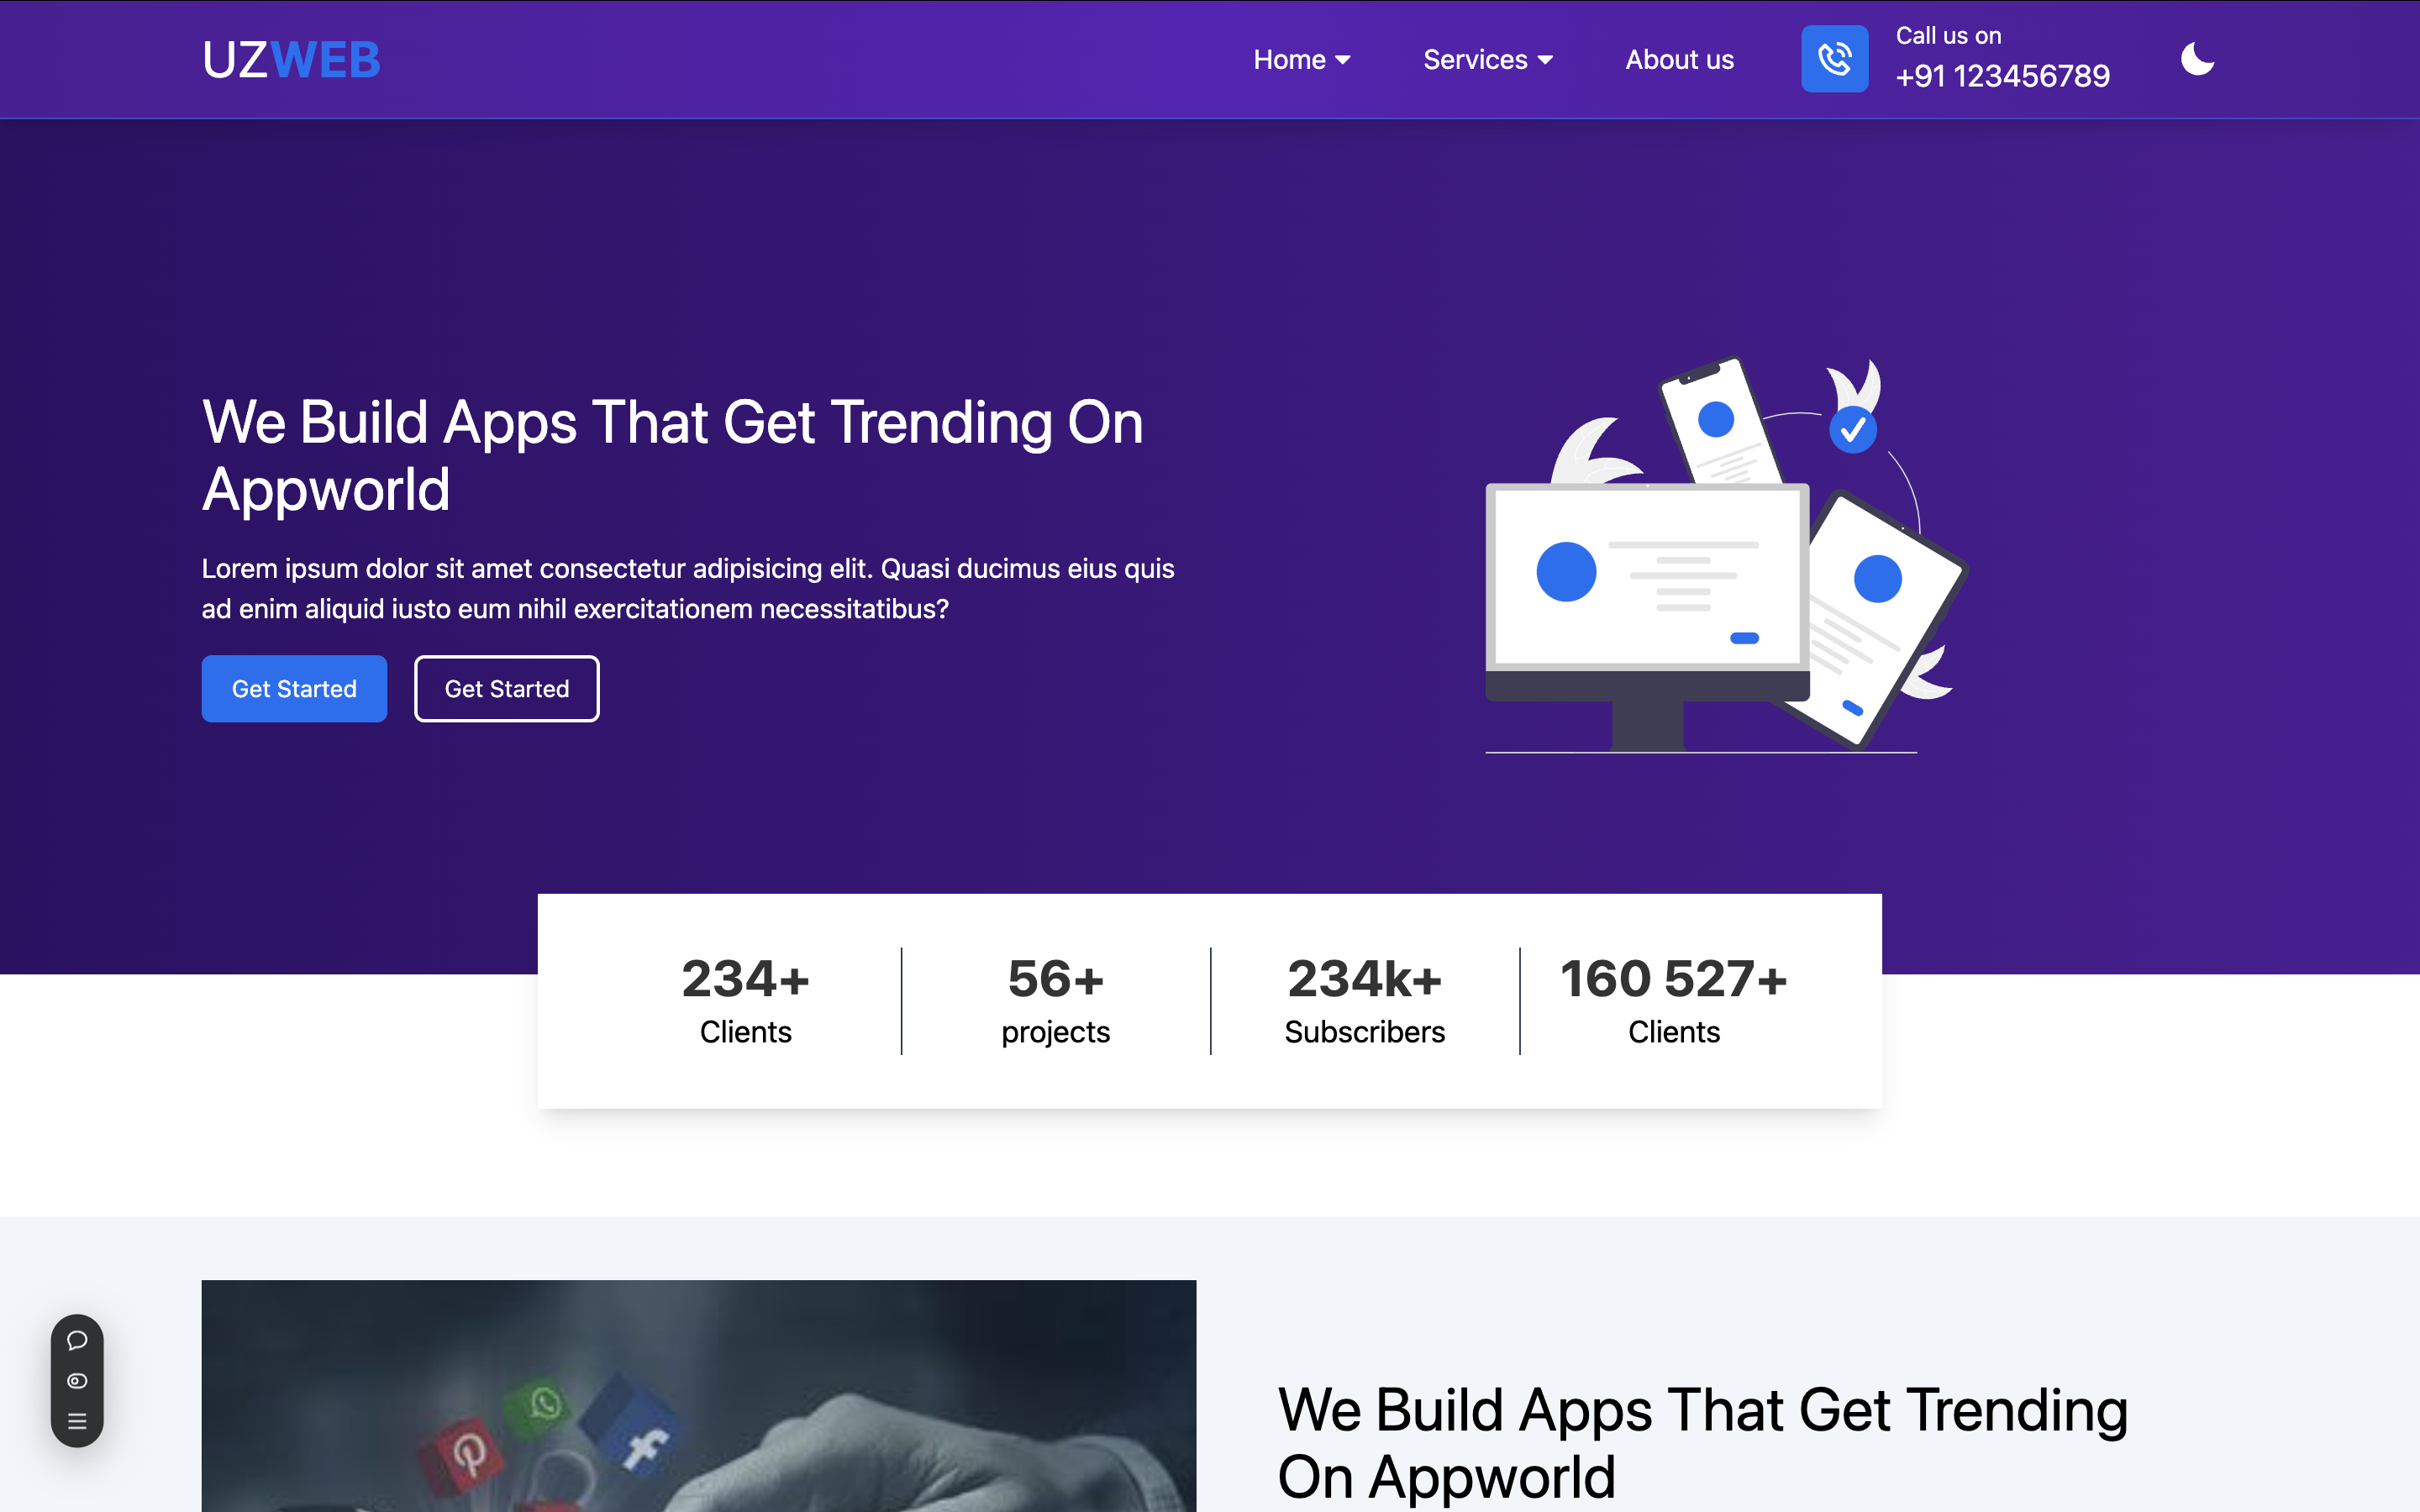 UZWEB
Home
Services
About us
Call us on
+91 123456789
We Build Apps That Get Trending On
Appworld
Lorem ipsum dolor sit amet consectetur adipisicing elit. Quasi ducimus eius quis
ad enim aliquid iusto eum nihil exercitationem necessitatibus?
Get Started
Get Started
234+
Clients
56+
projects
234k+
Subscribers
160 527+
Clients
We Build Apps That Get Trending
On Appworld